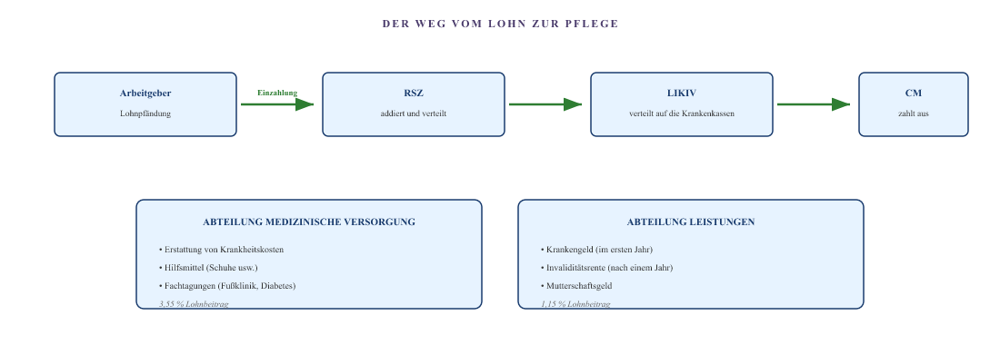 DER WEG VOM LOHN ZUR PFLEGE
Arbeitgeber
Lohnpfändung
Einzahlung
RSZ
addiert und verteilt
LIKIV
verteilt auf die Krankenkassen
CM
zahlt aus
ABTEILUNG MEDIZINISCHE VERSORGUNG
• Erstattung von Krankheitskosten
• Hilfsmittel (Schuhe usw.)
• Fachtagungen (Fußklinik, Diabetes)
3,55 % Lohnbeitrag
ABTEILUNG LEISTUNGEN
• Krankengeld (im ersten Jahr)
• Invaliditätsrente (nach einem Jahr)
• Mutterschaftsgeld
1,15 % Lohnbeitrag